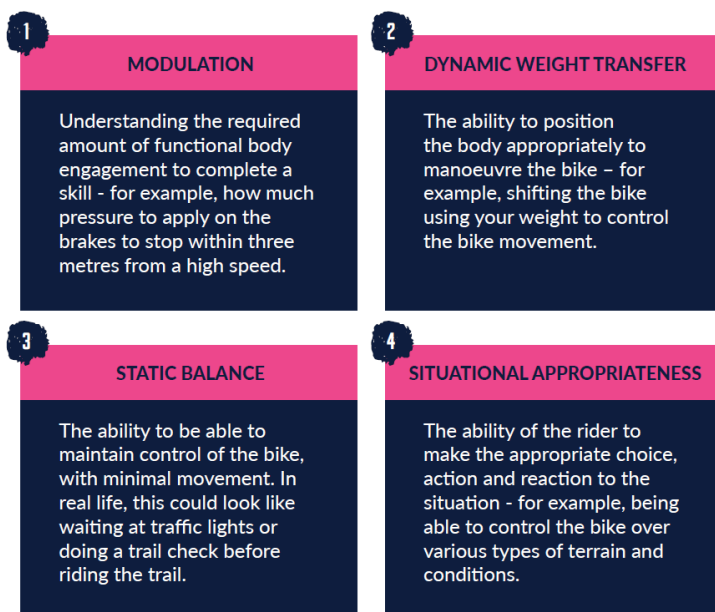 1
MODULATION
Understanding the required
amount of functional body
engagement to complete a
skill - for example, how much
pressure to apply on the
brakes to stop within three
metres from a high speed.
2
DYNAMIC WEIGHT TRANSFER
The ability to position
the body appropriately to
manoeuvre the bike – for
example, shifting the bike
using your weight to control
the bike movement.
3
STATIC BALANCE
The ability to be able to
maintain control of the bike,
with minimal movement. In
real life, this could look like
waiting at traffic lights or
doing a trail check before
riding the trail.
4
SITUATIONAL APPROPRIATENESS
The ability of the rider to
make the appropriate choice,
action and reaction to the
situation - for example, being
able to control the bike over
various types of terrain and
conditions.